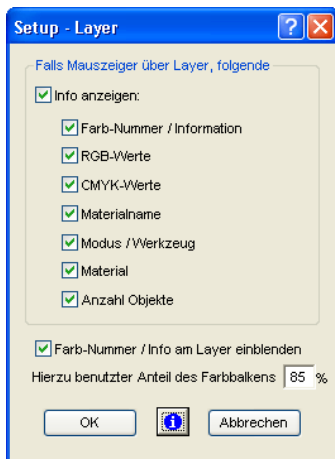 Setup - Layer
Falls Mauszeiger über Layer, folgende
Info anzeigen:
Farb-Nummer / Information
RGB-Werte
CMYK-Werte
Materialname
Modus / Werkzeug
Material
Anzahl Objekte
Farb-Nummer / Info am Layer einblenden
Hierzu benutzter Anteil des Farbbalkens 85 %
OK Abbrechen